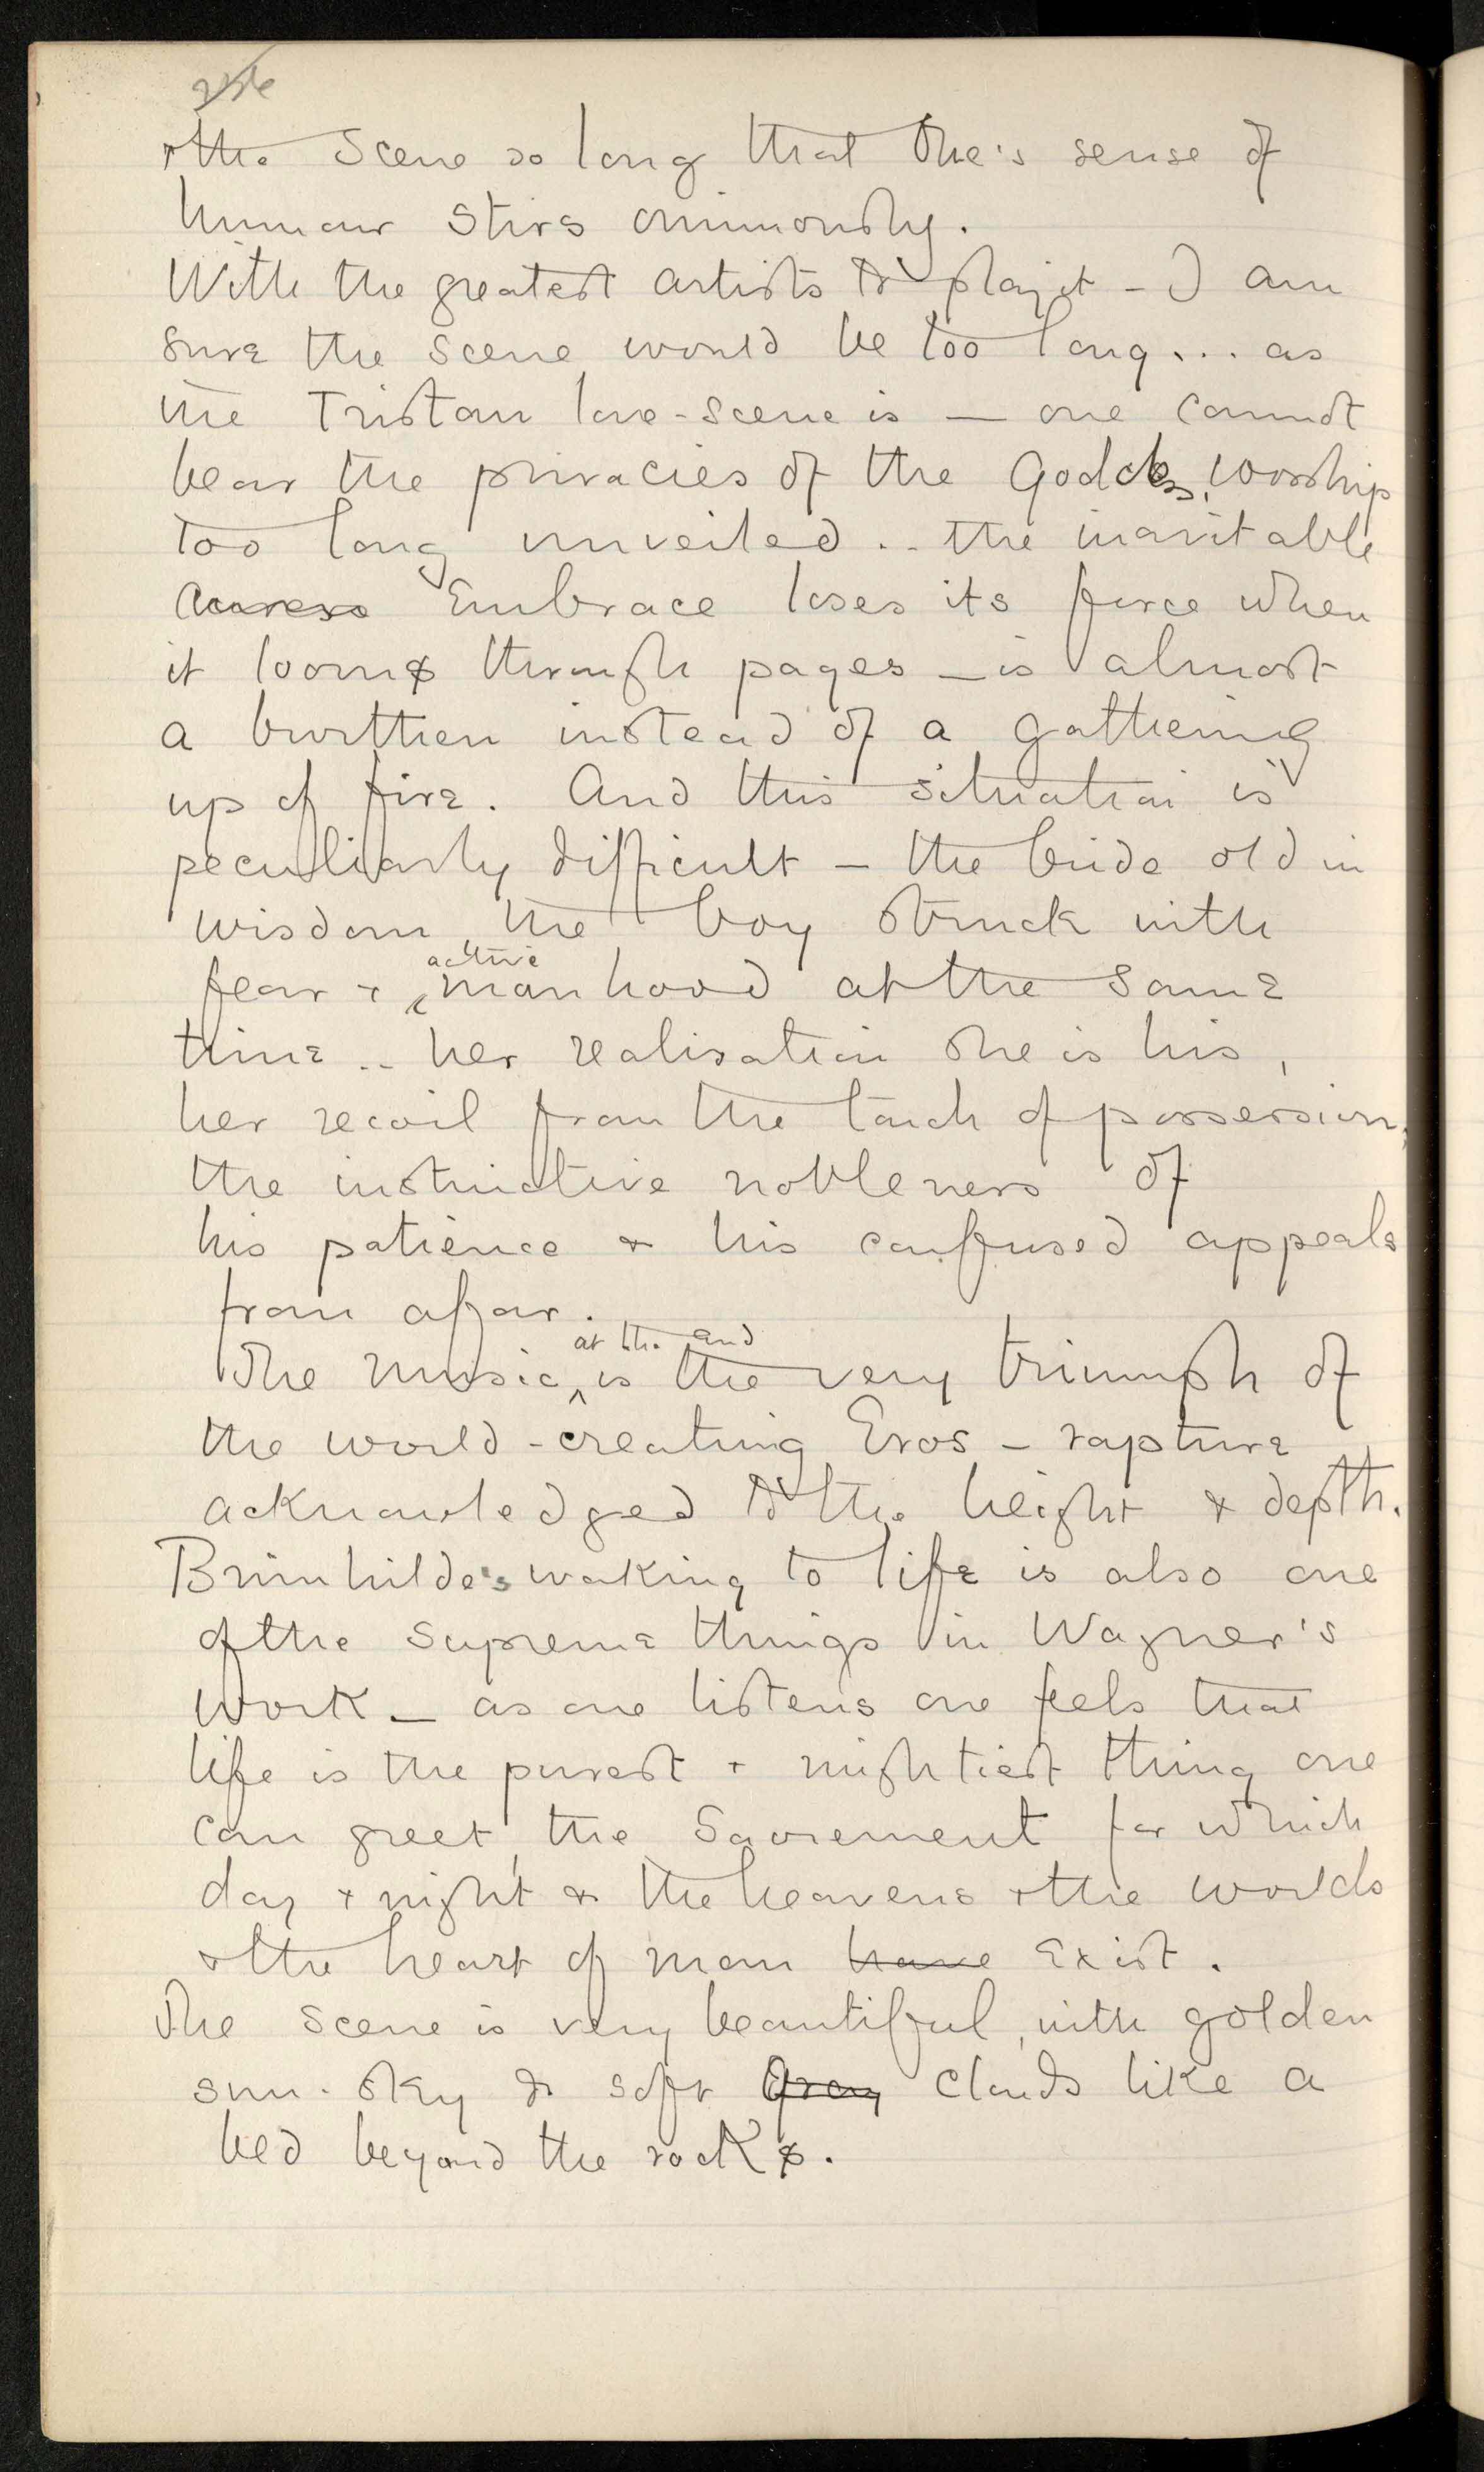 & the Scene so long that One's sense of
humour stirs ominously.
With the greatest artists to play it – I am
sure the scene would be too long... as
the Tristan love-scene is — one cannot
bear the privacies of the Goddess' worship
too long unveiled .. the inevitable
Embrace loses its force when
it looms through pages – is almost
a burthen instead of a gathering
up of fire. And this situation is
peculiarly difficult – the bride old in
wisdom, the boy struck with
fear & active manhood at the same
time .. her realisation she is his,
her recoil from the touch of possession,
the instinctive nobleness of
his patience & his confused appeals
from afar.
The music, at the end is the very triumph of
the world-creating Eros – rapture
acknowledged to the height & depth.
Brünnhilde's waking to life is also one
of the supreme things in Wagner's
work – as one listens one feels that
life is the purest & mightiest thing one
can greet, the Sacrement for which
day & night & the heavens & the worlds
& the heart of man have exist.
The scene is very beautiful, with golden
sun-sky & soft gray clouds like a
bed beyond the rocks.